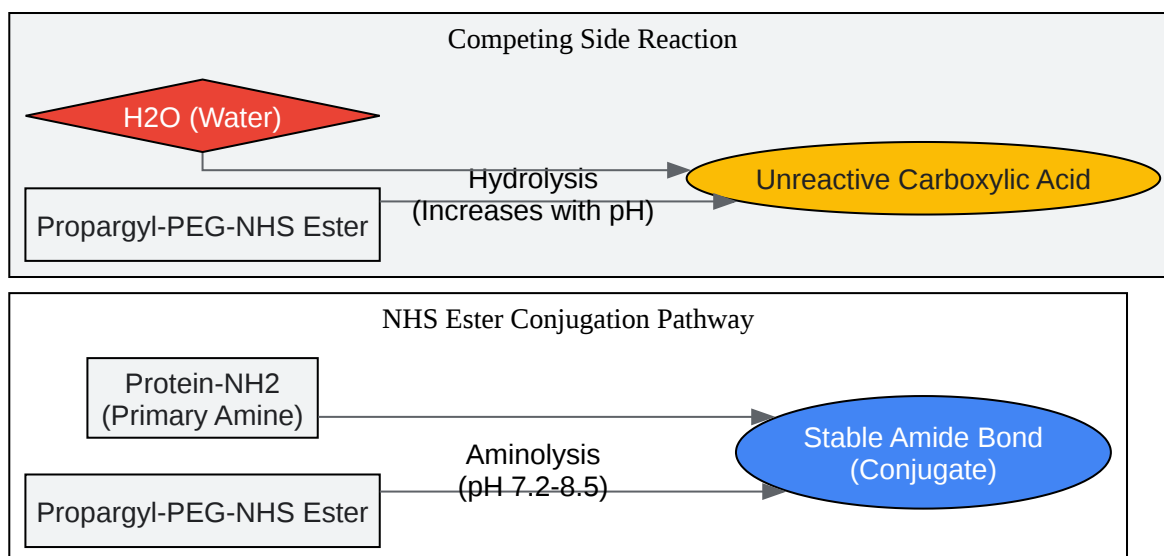 Competing Side Reaction
H2O (Water)
Propargyl-PEG-NHS Ester
Hydrolysis
(Increases with pH)
Unreactive Carboxylic Acid
NHS Ester Conjugation Pathway
Protein-NH2
(Primary Amine)
Propargyl-PEG-NHS Ester
Aminolysis
(pH 7.2-8.5)
Stable Amide Bond
(Conjugate)